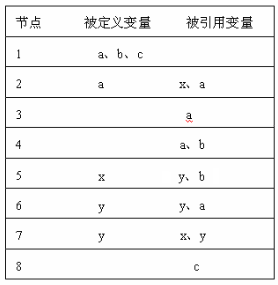 节点 被定义变量 被引用变量
1 a、b、c
2 a x、a
3 a
4 a、b
5 x y、b
6 y y、a
7 y x、y
8 c